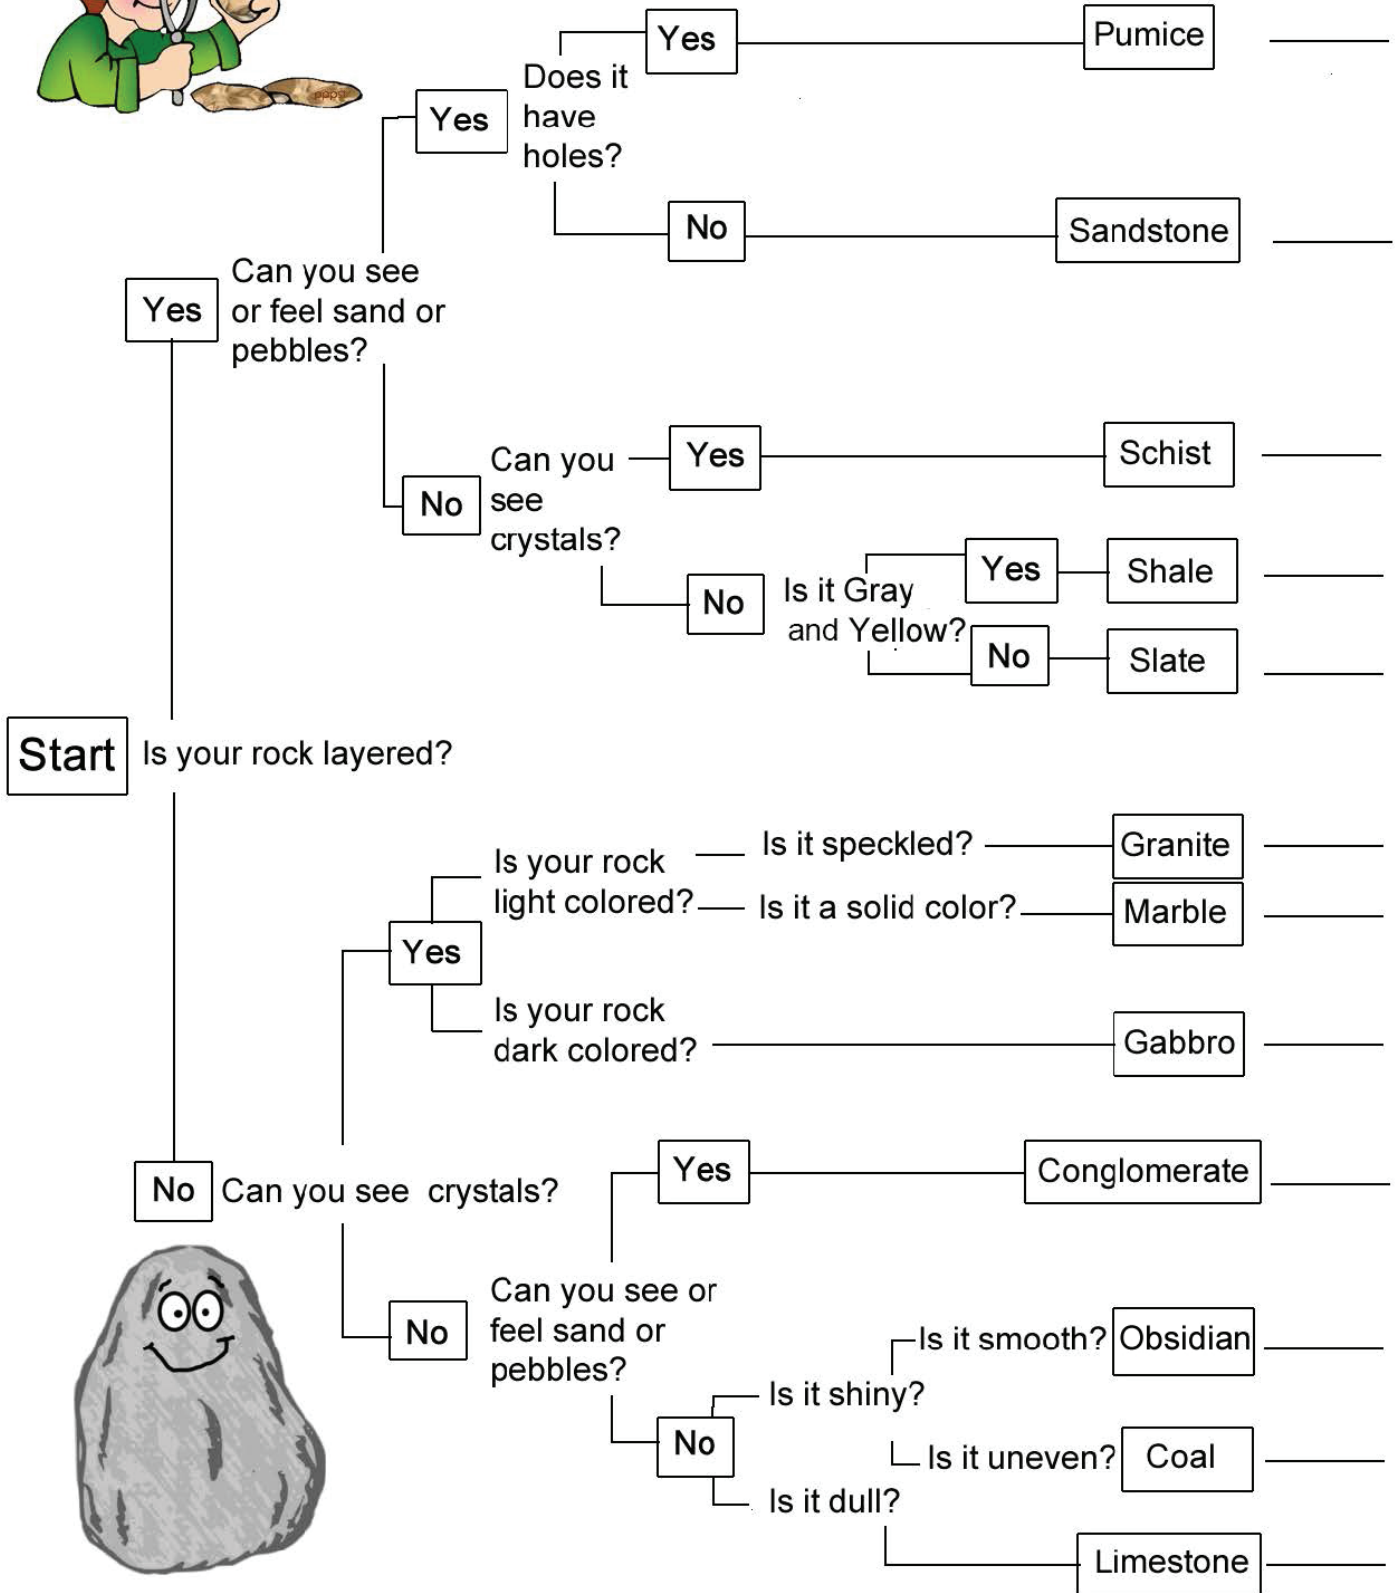 Yes
Pumice
Does it
have
holes?
Yes
No
Sandstone
Can you see
or feel sand or
pebbles?
Yes
Can you
see
crystals?
Yes
Schist
No
No
Is it Gray
and Yellow?
Yes
Shale
No
Slate
Start
Is your rock layered?
Is your rock
light colored?
Is it speckled?
Granite
Is it a solid color?
Marble
Yes
Is your rock
dark colored?
Gabbro
No
Can you see crystals?
Yes
Conglomerate
No
Can you see or
feel sand or
pebbles?
Is it smooth?
Obsidian
Is it shiny?
No
Is it uneven?
Coal
Is it dull?
Limestone